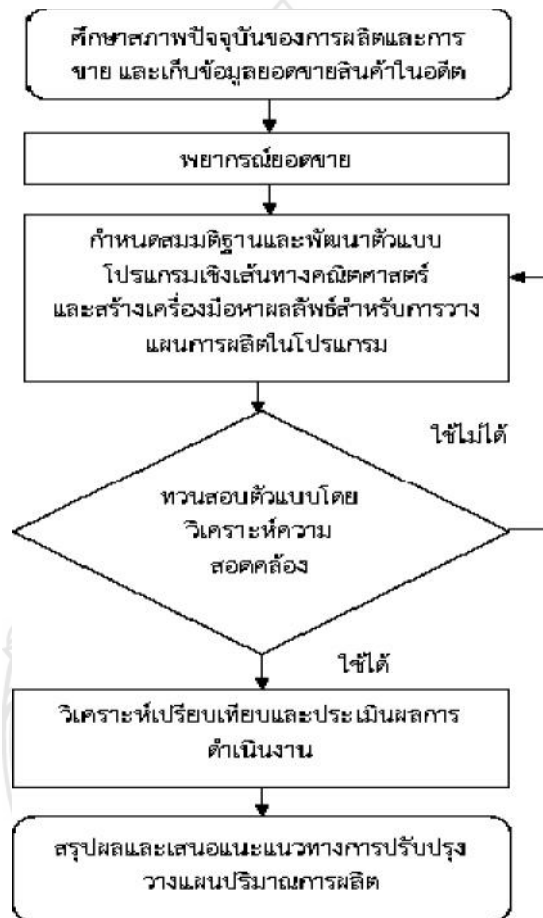 ศึกษาสภาพปัจจุบันของการผลิตและการ
ขาย และเก็บข้อมูลยอดขายสินค้าในอดีต
พยากรณ์ยอดขาย
กำหนดสมมติฐานและพัฒนาตัวแบบ
โปรแกรมเชิงเส้นทางคณิตศาสตร์
และสร้างเครื่องมือหาผลลัพธ์สำหรับการวาง
แผนการผลิตในโปรแกรม
ใช้ไม่ได้
ทวนสอบตัวแบบโดย
วิเคราะห์ความ
สอดคล้อง
ใช้ได้
วิเคราะห์เปรียบเทียบและประเมินผลการ
ดำเนินงาน
สรุปผลและเสนอแนะแนวทางการปรับปรุง
วางแผนปริมาณการผลิต